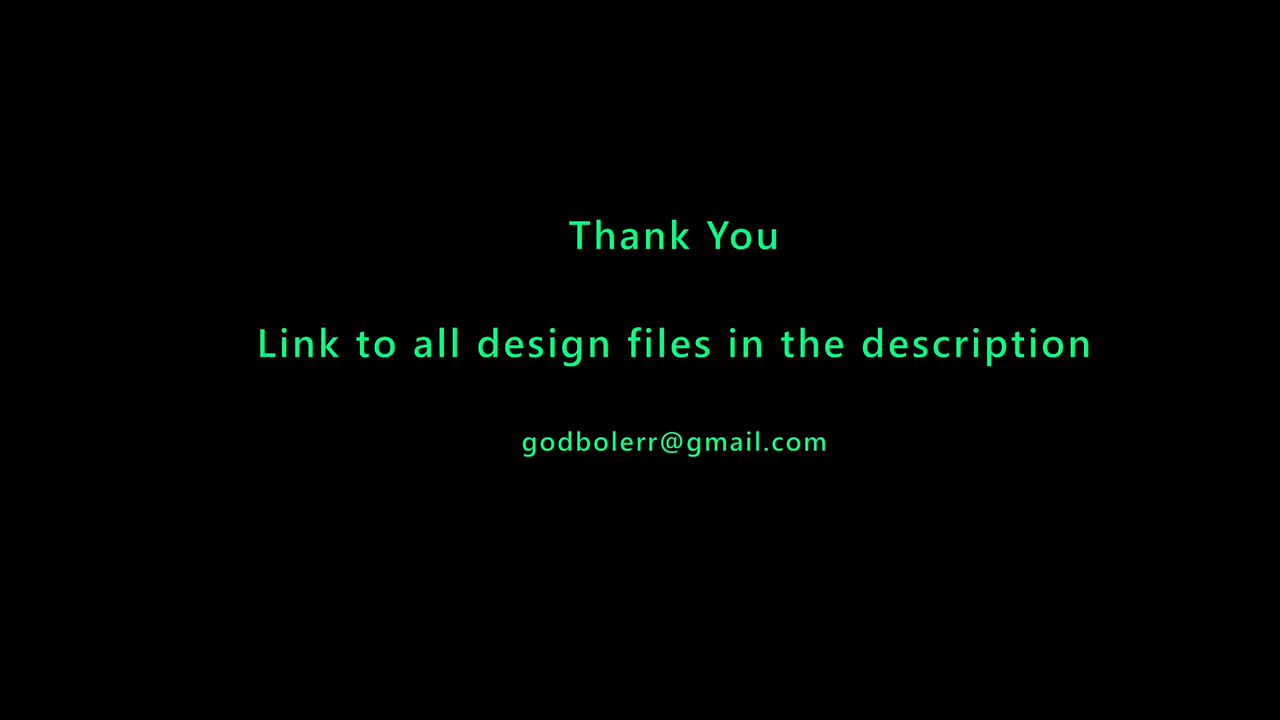 Thank You
Link to all design files in the description
godbolerr@gmail.com